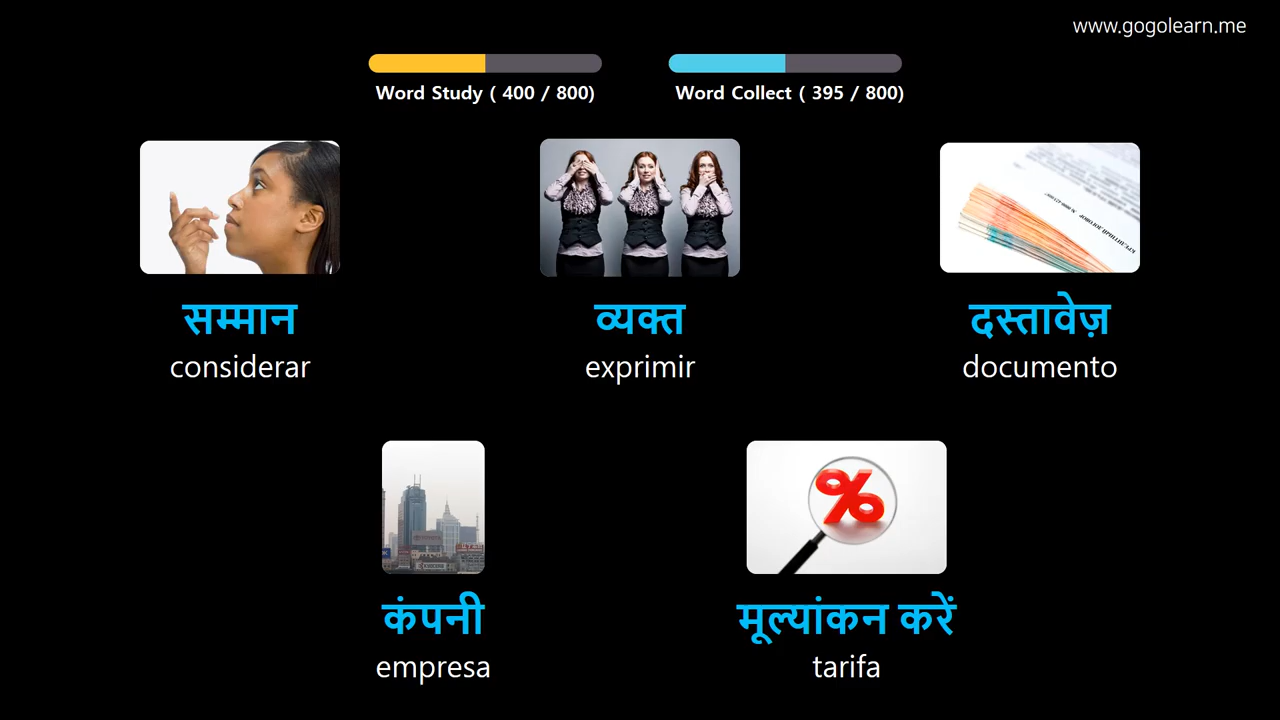 www.gogolearn.me
Word Study ( 400 / 800)
Word Collect ( 395 / 800)
सम्मान
considerar
व्यक्त
exprimir
दस्तावेज़
documento
कंपनी
empresa
मूल्यांकन करें
tarifa